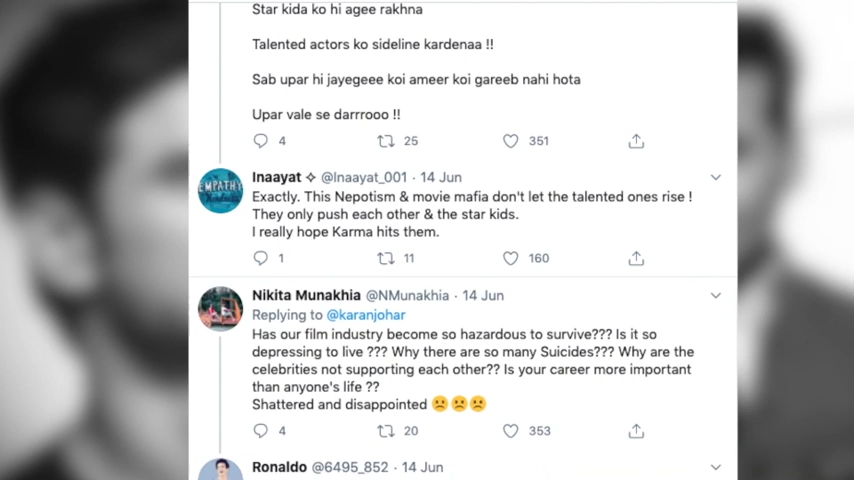 Star kida ko hi agee rakhna
Talented actors ko sideline kardenaa !!
Sab upar hi jayegeee koi ameer koi gareeb nahi hota
Upar vale se darrrooo !!
4 25 351
Inaayat ✧ @Inaayat_001 · 14 Jun
EMPATHY
Exactly. This Nepotism & movie mafia don't let the talented ones rise !
They only push each other & the star kids.
I really hope Karma hits them.
1 11 160
Nikita Munakhia @NMunakhia · 14 Jun
Replying to @karanjohar
Has our film industry become so hazardous to survive??? Is it so
depressing to live ??? Why there are so many Suicides??? Why are the
celebrities not supporting each other?? Is your career more important
than anyone's life ??
Shattered and disappointed ☹️☹️☹️
4 20 353
Ronaldo @6495_852 · 14 Jun